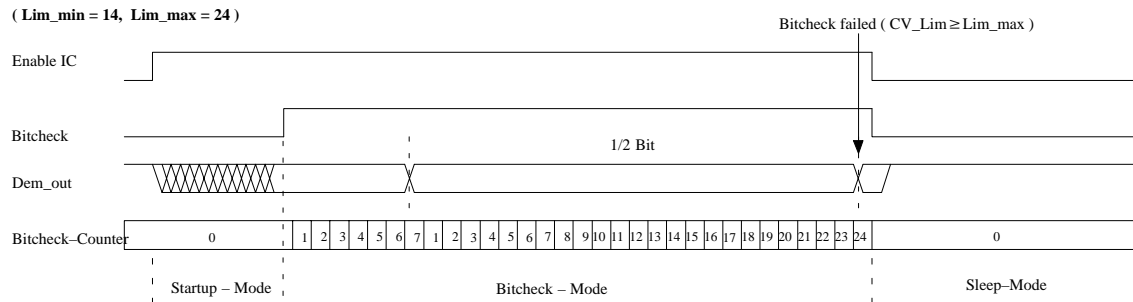 ( Lim_min = 14, Lim_max = 24 )
Bitcheck failed ( CV_Lim ≥ Lim_max )
Enable IC
Bitcheck
1/2 Bit
Dem_out
Bitcheck–Counter 0 1 2 3 4 5 6 7 1 2 3 4 5 6 7 8 9 10 11 12 13 14 15 16 17 18 19 20 21 22 23 24 0
Startup – Mode Bitcheck – Mode Sleep–Mode